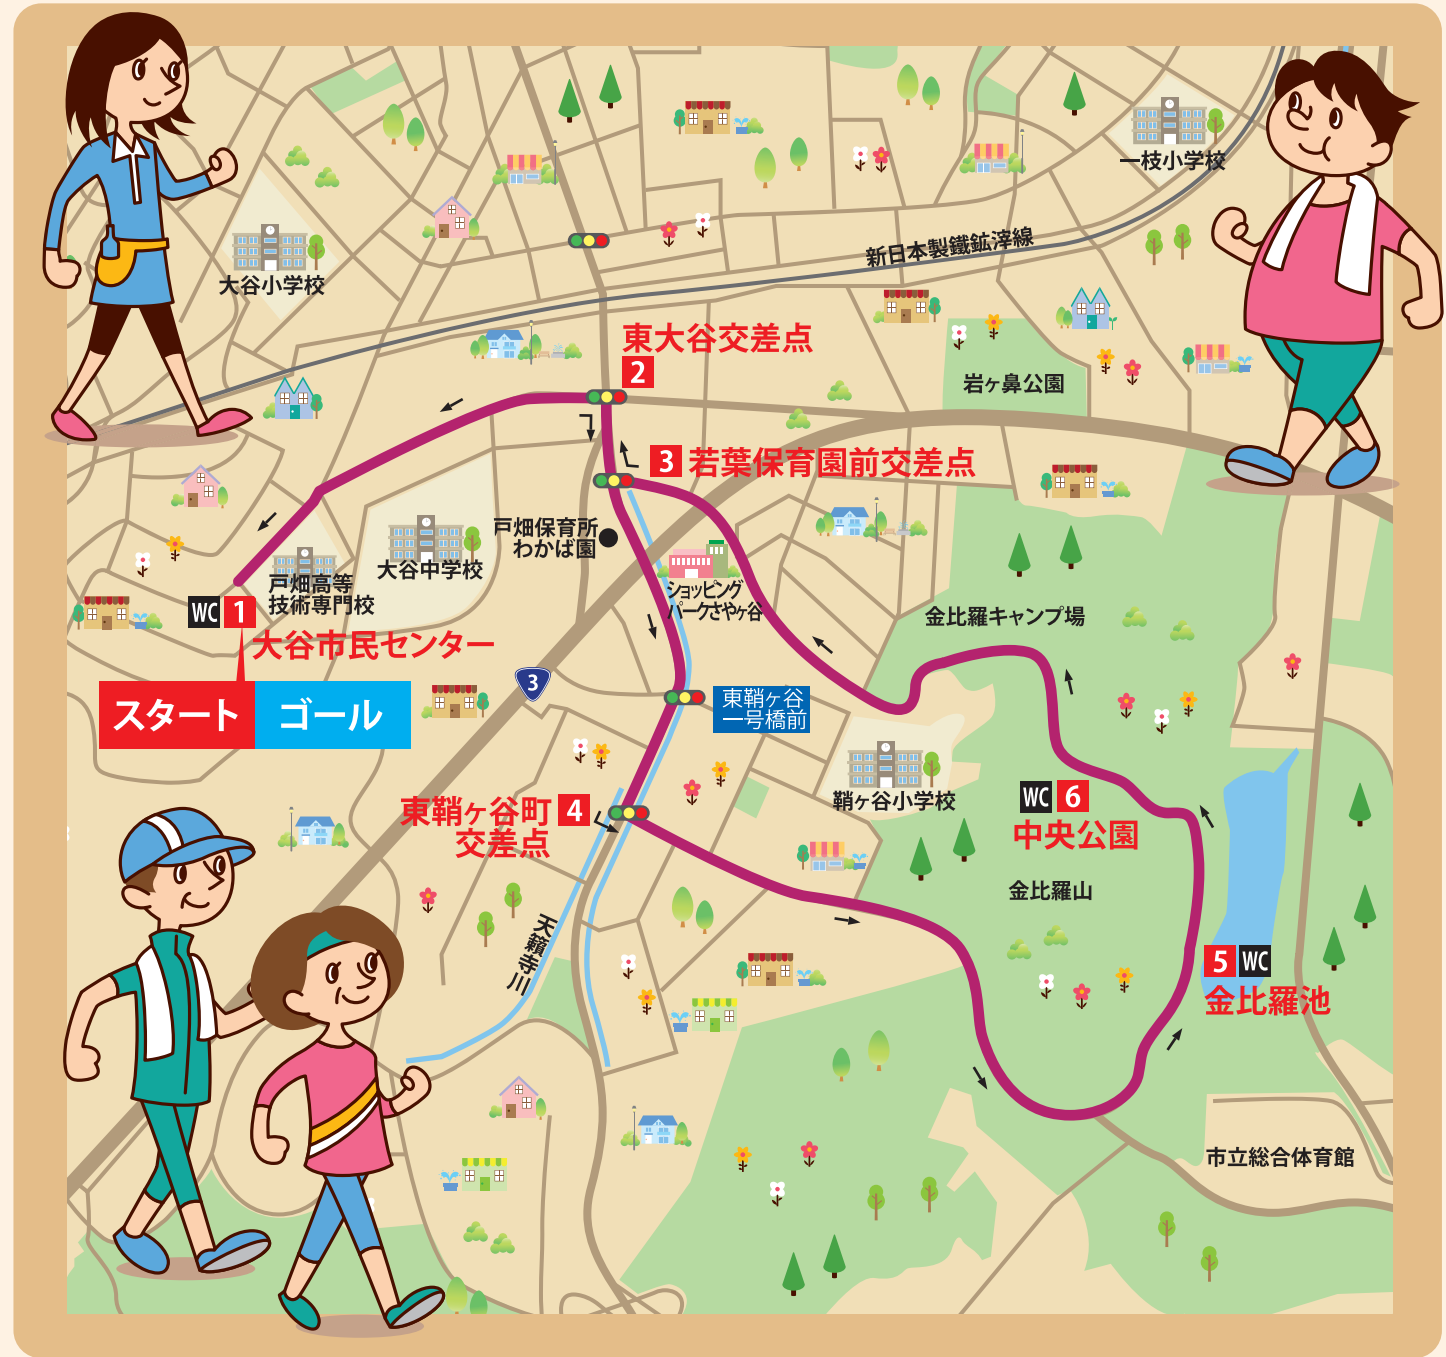 一枝小学校
大谷小学校
新日本製鐵鉱滓線
東大谷交差点
2
岩ヶ鼻公園
3 若葉保育園前交差点
戸畑保育所
わかば園
大谷中学校
戸畑高等
技術専門校
ショッピング
パークさやヶ谷
金比羅キャンプ場
WC 1
大谷市民センター
スタート ゴール
3
東鞘ヶ谷
一号橋前
鞘ヶ谷小学校
WC 6
中央公園
東鞘ヶ谷町 4
交差点
金比羅山
天籟寺川
5 WC
金比羅池
市立総合体育館